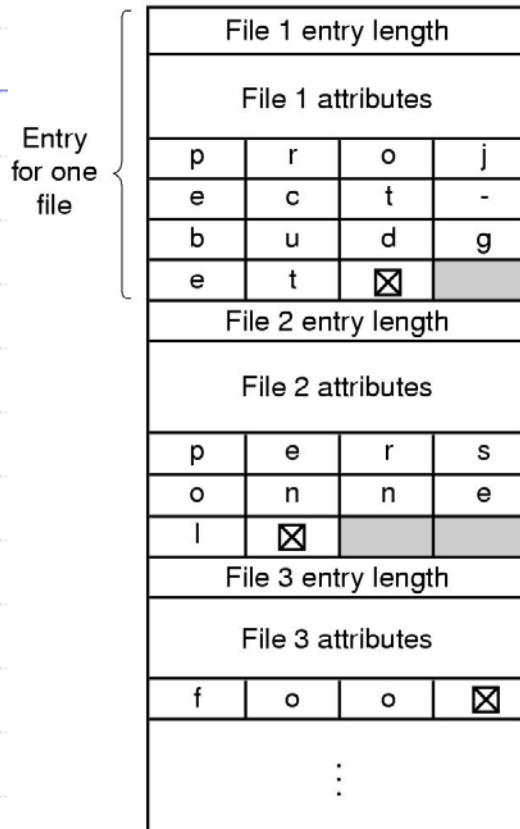 File 1 entry length
File 1 attributes
Entry
for one
file
p r o j
e c t -
b u d g
e t
File 2 entry length
File 2 attributes
p e r s
o n n e
l
File 3 entry length
File 3 attributes
f o o
⋮